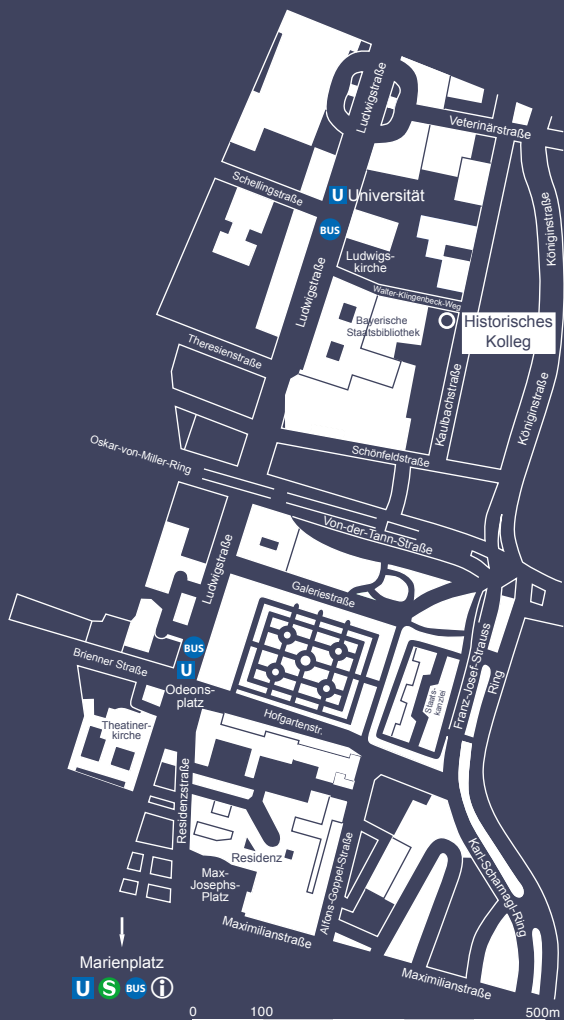 Ludwigstraße
Veterinärstraße
Schellingstraße
U Universität
BUS
Königinstraße
Ludwigs-
kirche
Ludwigstraße
Walter-Klingenbeck-Weg
Bayerische
Staatsbibliothek
Historisches
Kolleg
Theresienstraße
Kaulbachstraße
Königinstraße
Oskar-von-Miller-Ring
Schönfeldstraße
Von-der-Tann-Straße
Ludwigstraße
Galeriestraße
BUS
U
Brienner Straße
Odeons-
platz
Franz-Josef-Strauss
Ring
Staats-
kanzlei
Hofgartenstr.
Theatiner-
kirche
Residenzstraße
Residenz
Max-
Josephs-
Platz
Alfons-Goppel-Straße
Karl-Scharnagl-Ring
Maximilianstraße
Maximilianstraße
Marienplatz
U S BUS i
0 100 500m